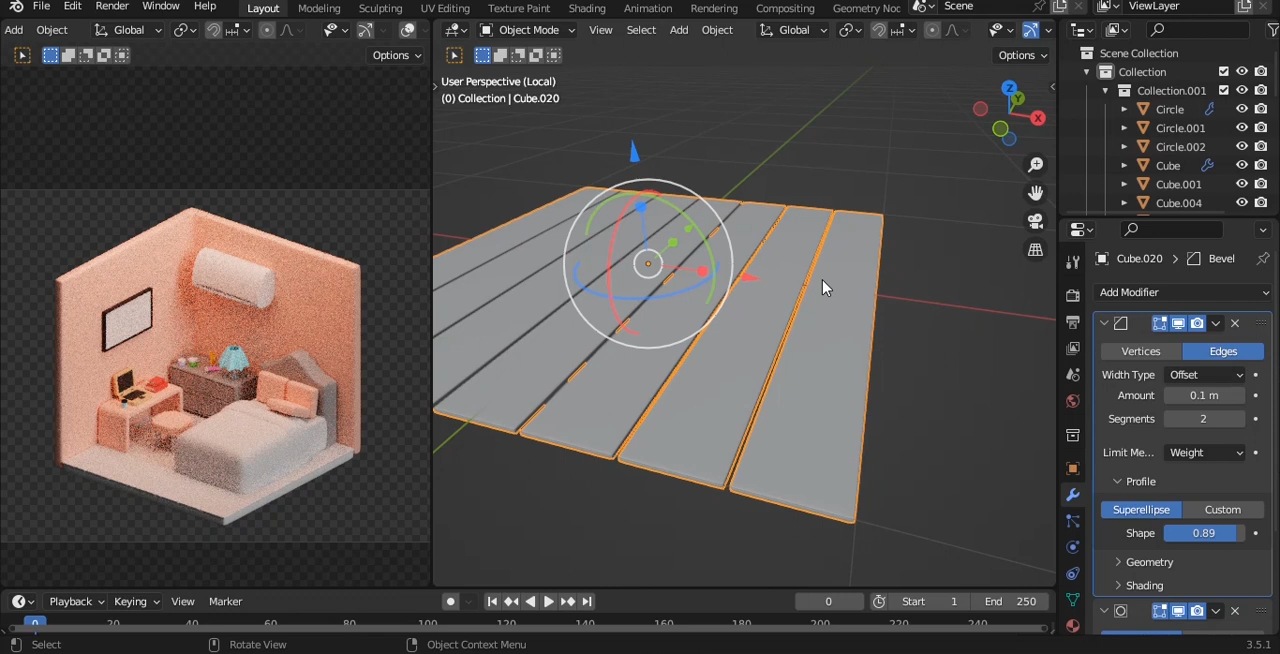 File Edit Render Window Help Layout Modeling Sculpting UV Editing Texture Paint Shading Animation Rendering Compositing Geometry Noc Scene ViewLayer
Add Object Global Object Mode View Select Add Object Global
Options Options
User Perspective (Local)
(0) Collection | Cube.020
Z
Y
X
Scene Collection
Collection
Collection.001
Circle
Circle.001
Circle.002
Cube
Cube.001
Cube.004
Cube.020 > Bevel
Add Modifier
Vertices Edges
Width Type Offset
Amount 0.1 m
Segments 2
Limit Me... Weight
Profile
Superellipse Custom
Shape 0.89
Geometry
Shading
Playback Keying View Marker 0 Start 1 End 250
0 20 40 60 80 100 120 140 160 180 200 220 240
Select Rotate View Object Context Menu 3.5.1